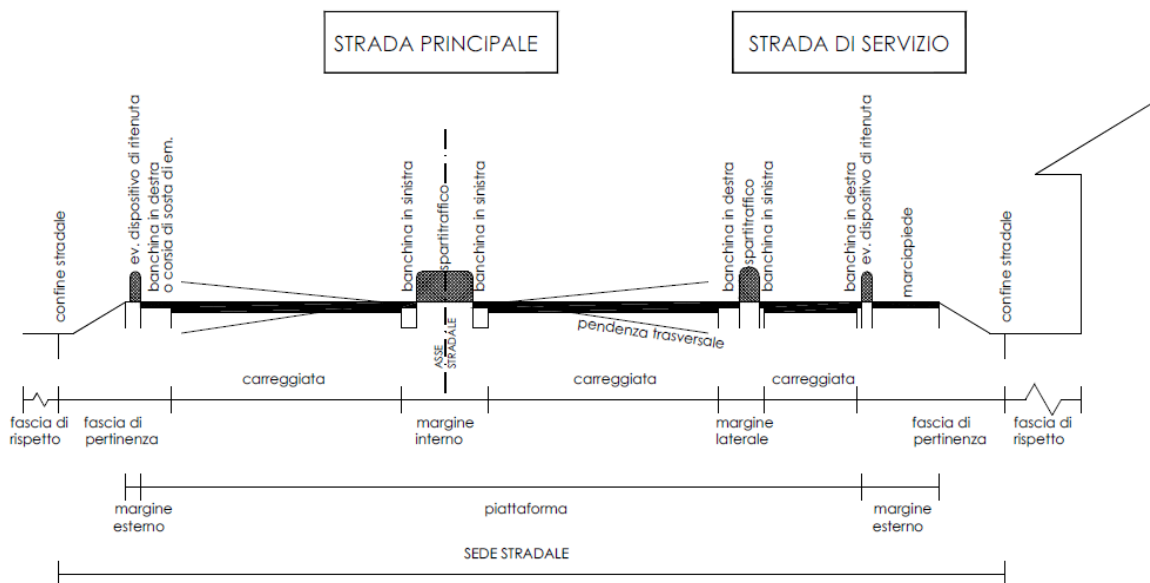 STRADA PRINCIPALE
STRADA DI SERVIZIO
confine stradale
ev. dispositivo di ritenuta
banchina in destra
o corsia di sosta di em.
banchina in sinistra
spartitraffico
banchina in sinistra
banchina in destra
spartitraffico
banchina in sinistra
banchina in destra
ev. dispositivo di ritenuta
marciapiede
confine stradale
pendenza trasversale
ASSE
STRADALE
carreggiata
carreggiata
carreggiata
fascia di
rispetto
fascia di
pertinenza
margine
interno
margine
laterale
fascia di
pertinenza
fascia di
rispetto
margine
esterno
piattaforma
margine
esterno
SEDE STRADALE